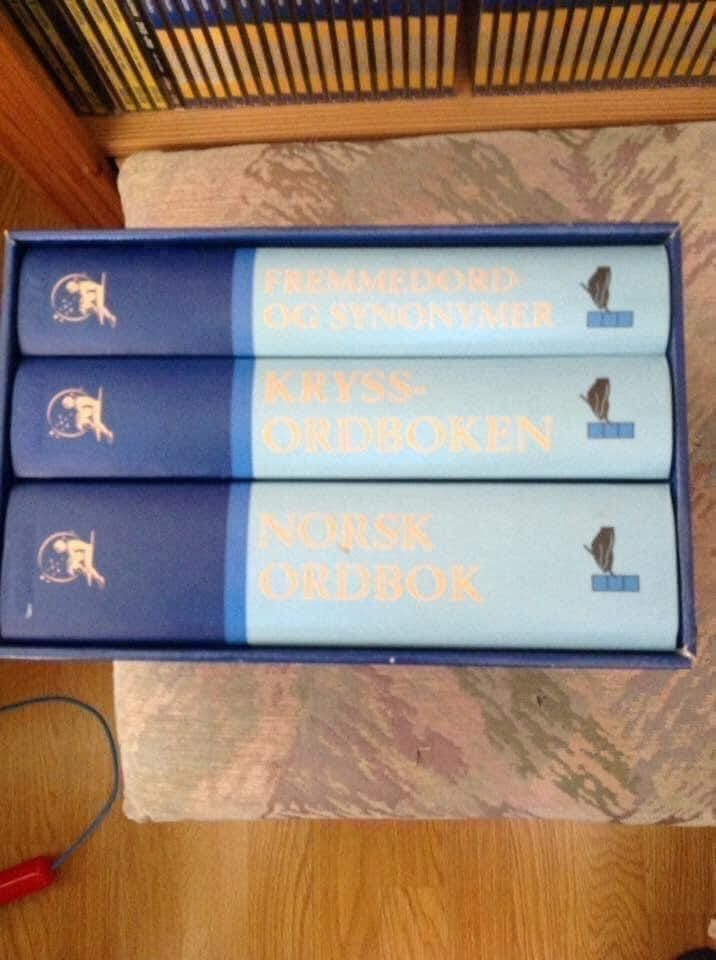 FREMMEDORD-
OG SYNONYMER
KRYSS-
ORDBOKEN
NORSK
ORDBOK